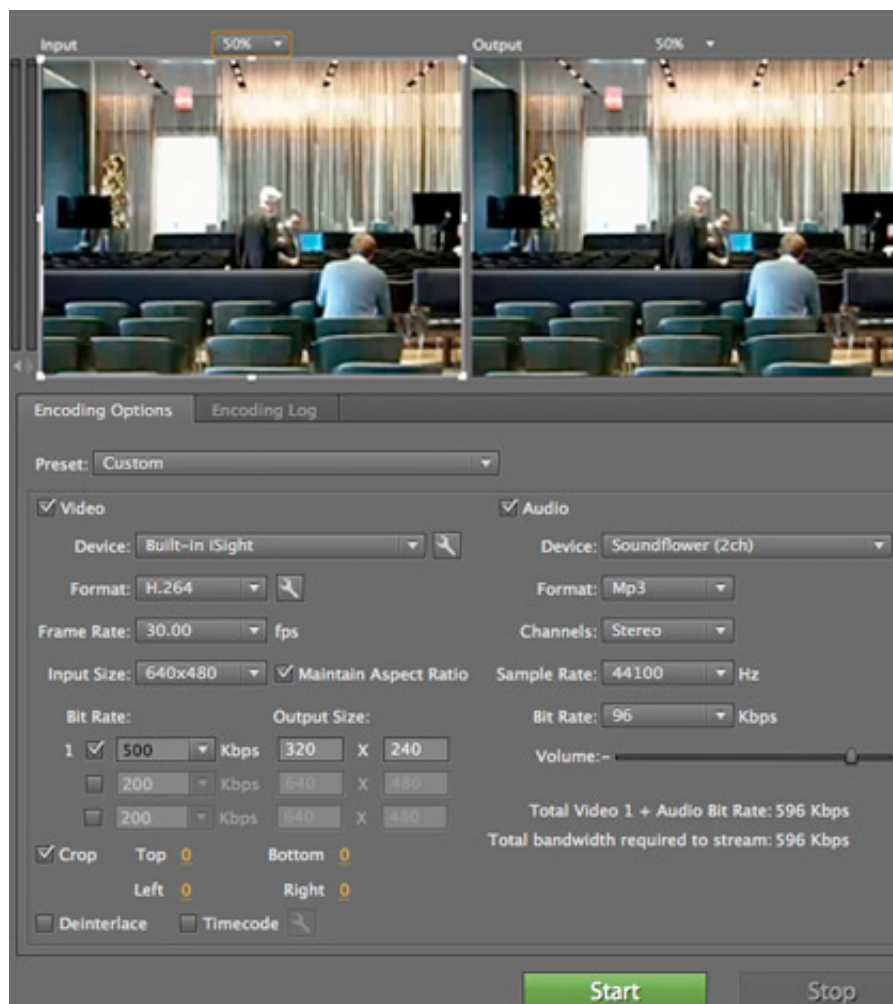 Input 50% Output 50%
Encoding Options Encoding Log
Preset: Custom
Video Audio
Device: Built-in iSight Device: Soundflower (2ch)
Format: H.264 Format: Mp3
Frame Rate: 30.00 fps Channels: Stereo
Input Size: 640x480 Maintain Aspect Ratio Sample Rate: 44100 Hz
Bit Rate: Output Size: Bit Rate: 96 Kbps
1 500 Kbps 320 X 240 Volume:-
200 Kbps 640 X 480
Total Video 1 + Audio Bit Rate: 596 Kbps
200 Kbps 640 X 480
Total bandwidth required to stream: 596 Kbps
Crop Top 0 Bottom 0
Left 0 Right 0
Deinterlace Timecode
Start Stop